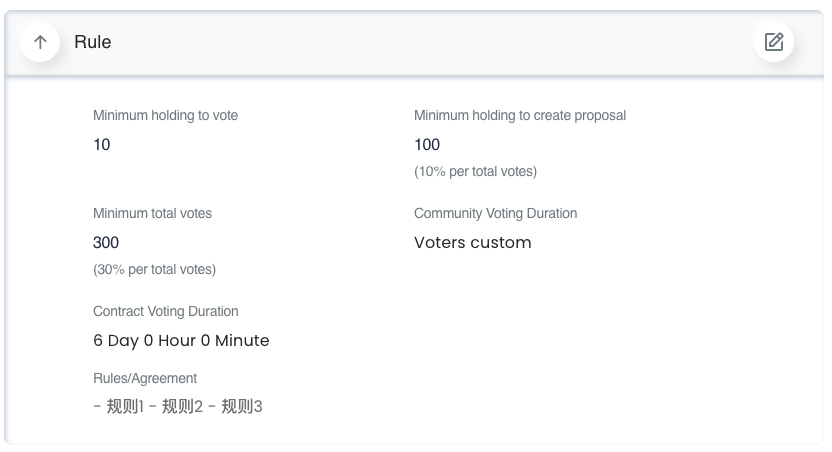 Rule
Minimum holding to vote
10
Minimum holding to create proposal
100
(10% per total votes)
Minimum total votes
300
(30% per total votes)
Community Voting Duration
Voters custom
Contract Voting Duration
6 Day 0 Hour 0 Minute
Rules/Agreement
- 规则1 - 规则2 - 规则3